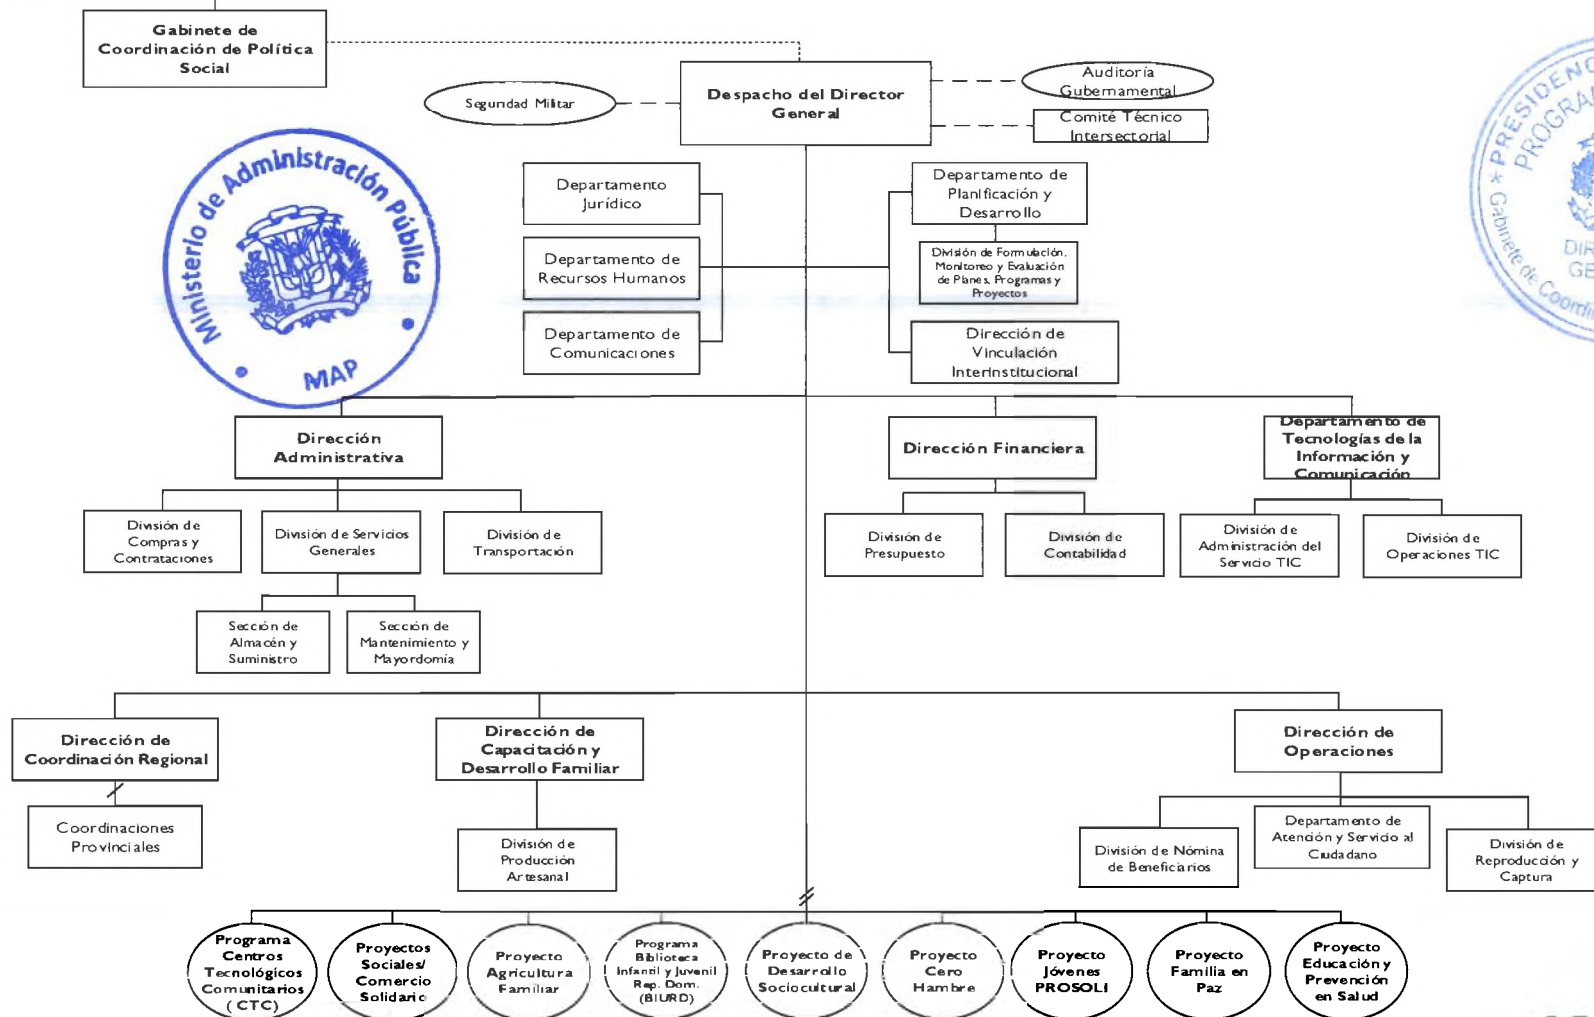 Gabinete de
Coordinación de Política
Social
Despacho del Director
General
Seguridad Militar
Auditoría
Gubernamental
Comité Técnico
Intersectorial
Ministerio de Administración Pública
MAP
Departamento
Jurídico
Departamento de
Recursos Humanos
Departamento de
Comunicaciones
Departamento de
Planificación y
Desarrollo
División de Formulación,
Monitoreo y Evaluación
de Planes, Programas y
Proyectos
Dirección de
Vinculación
Interinstitucional
Dirección
Administrativa
Dirección Financiera
Departamento de
Tecnologías de la
Información y
Comunicación
División de
Compras y
Contrataciones
División de Servicios
Generales
División de
Transportación
División de
Presupuesto
División de
Contabilidad
División de
Administración del
Servicio TIC
División de
Operaciones TIC
Sección de
Almacén y
Suministro
Sección de
Mantenimiento y
Mayordomía
Dirección de
Coordinación Regional
Dirección de
Capacitación y
Desarrollo Familiar
Dirección de
Operaciones
Coordinaciones
Provinciales
División de
Producción
Artesanal
División de Nómina
de Beneficiarios
Departamento de
Atención y Servicio al
Ciudadano
División de
Reproducción y
Captura
Programa
Centros
Tecnológicos
Comunitarios
(CTC)
Proyectos
Sociales/
Comercio
Solidario
Proyecto
Agricultura
Familiar
Programa
Biblioteca
Infantil y Juvenil
Rep. Dom.
(BIURD)
Proyecto de
Desarrollo
Sociocultural
Proyecto
Cero
Hambre
Proyecto
Jóvenes
PROSOLI
Proyecto
Familia en
Paz
Proyecto
Educación y
Prevención
en Salud
Gabinete de